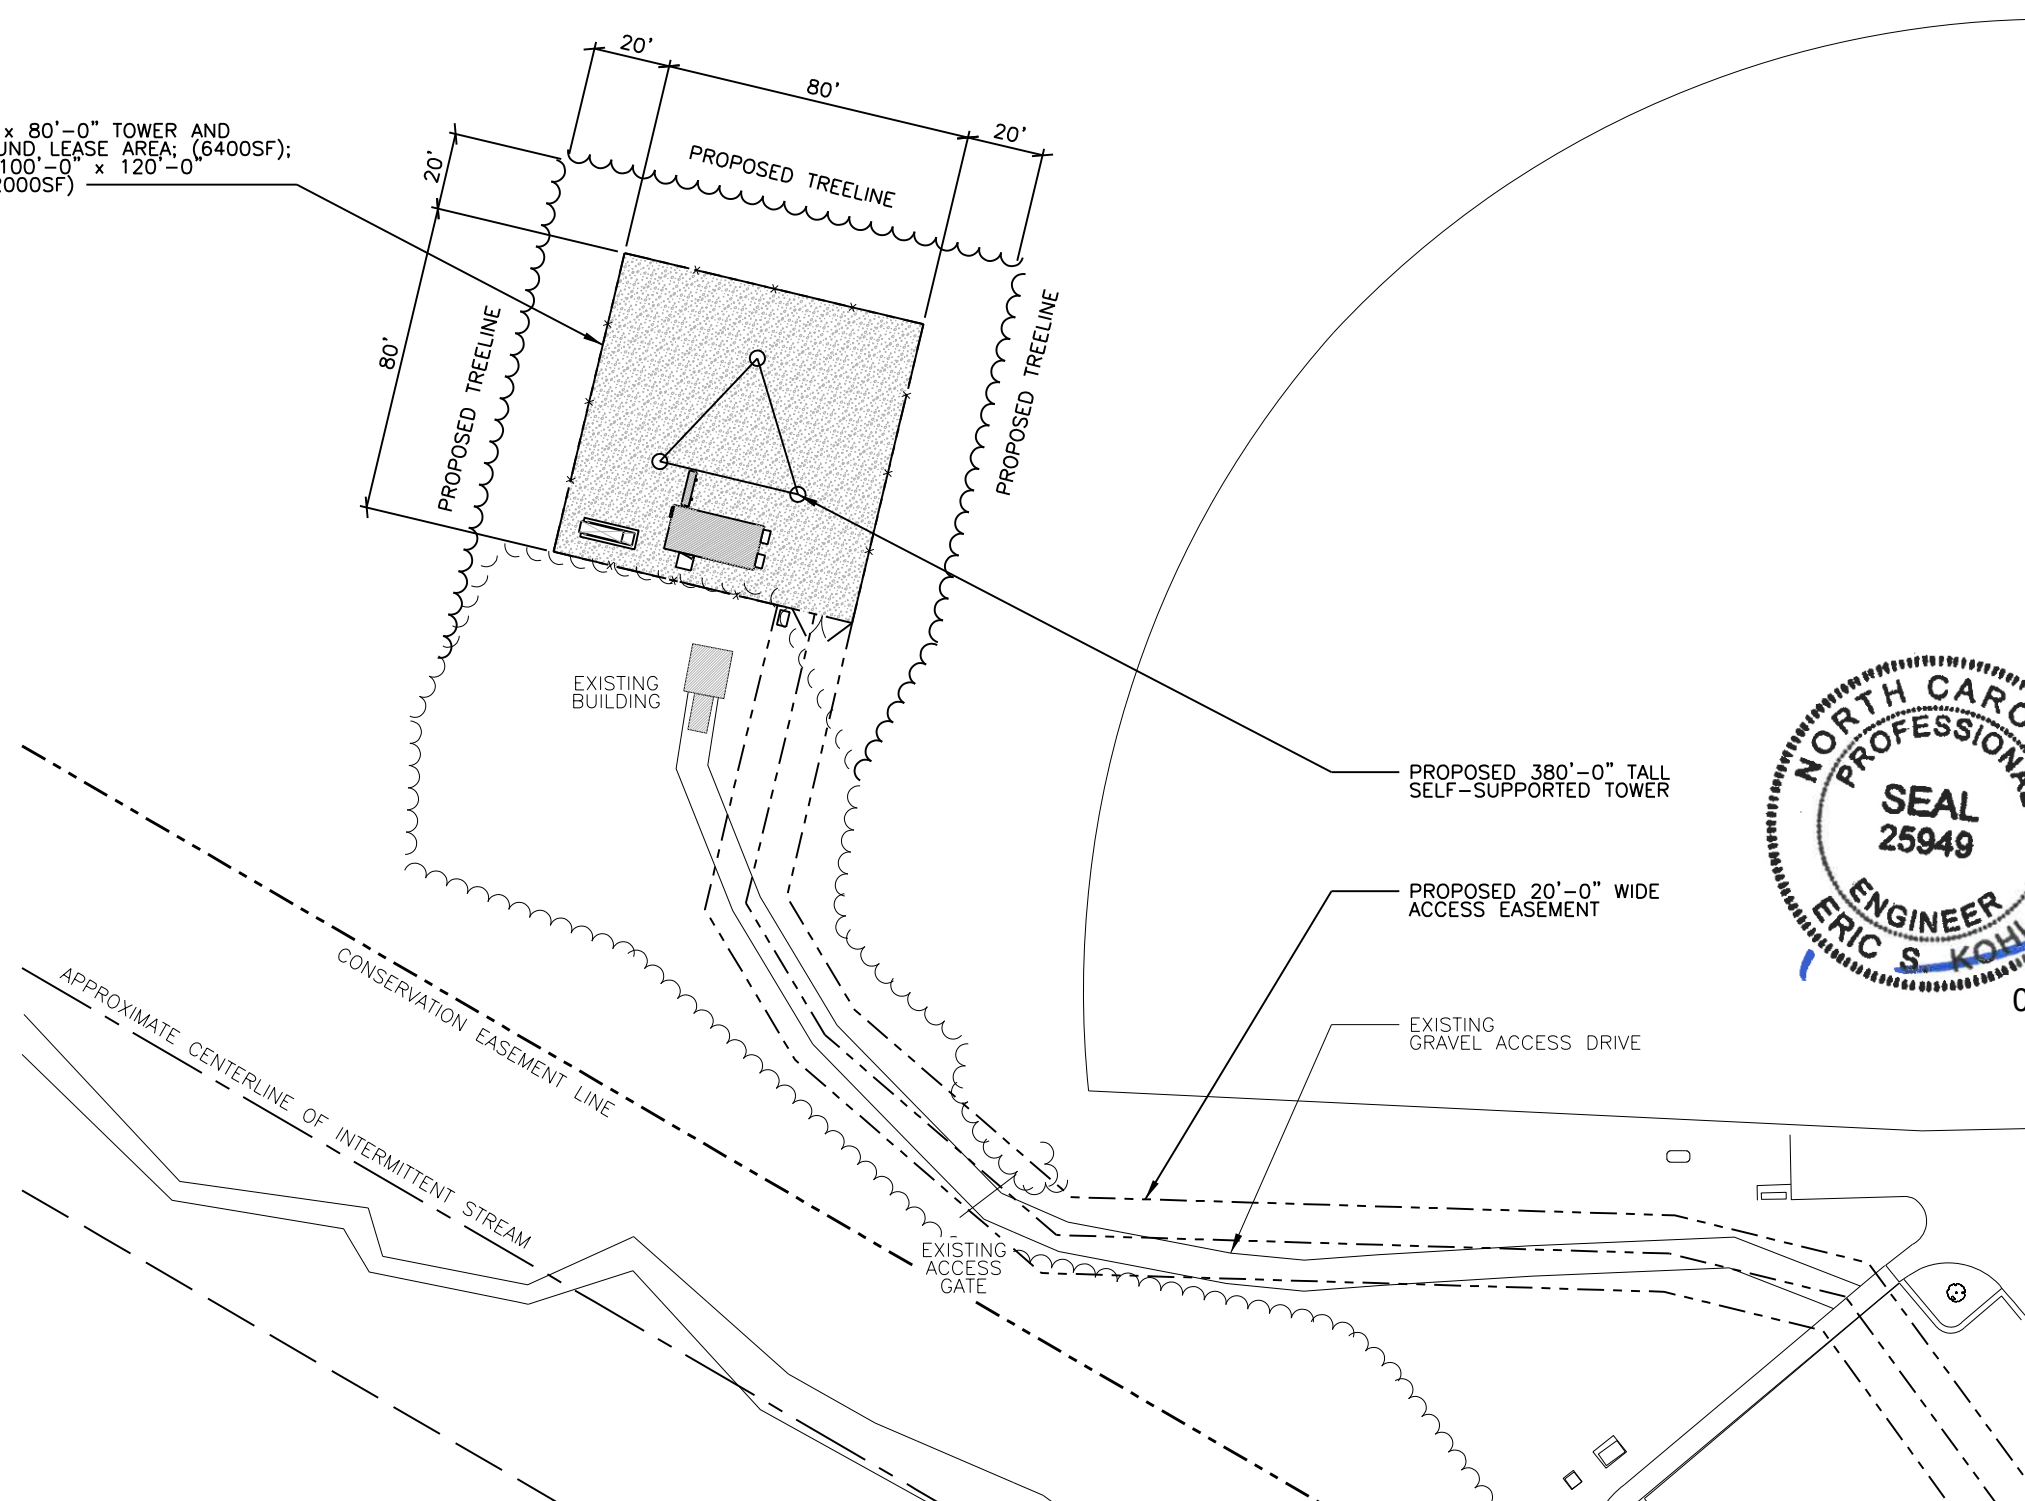 20'
80'
20'
x 80'-0" TOWER AND
UND LEASE AREA; (6400SF);
100'-0" x 120'-0"
2000SF)
20'
80'
PROPOSED TREELINE
PROPOSED TREELINE
PROPOSED TREELINE
EXISTING
BUILDING
PROPOSED 380'-0" TALL
SELF-SUPPORTED TOWER
PROPOSED 20'-0" WIDE
ACCESS EASEMENT
EXISTING
GRAVEL ACCESS DRIVE
NORTH CARO
PROFESSIONAL
SEAL
25949
ENGINEER
ERIC S. KOH
CONSERVATION EASEMENT LINE
APPROXIMATE CENTERLINE OF INTERMITTENT STREAM
EXISTING
ACCESS
GATE